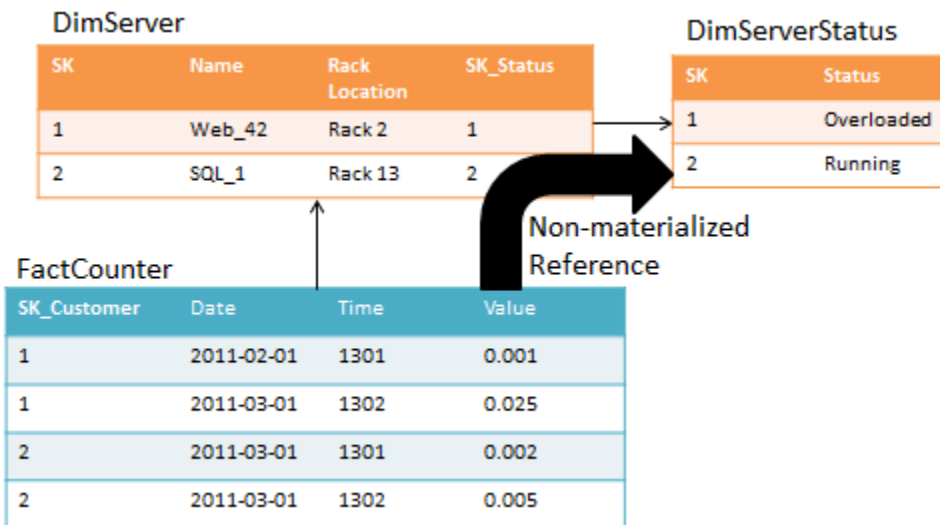 DimServer
SK Name Rack Location SK_Status
1 Web_42 Rack 2 1
2 SQL_1 Rack 13 2
DimServerStatus
SK Status
1 Overloaded
2 Running
Non-materialized
Reference
FactCounter
SK_Customer Date Time Value
1 2011-02-01 1301 0.001
1 2011-03-01 1302 0.025
2 2011-03-01 1301 0.002
2 2011-03-01 1302 0.005